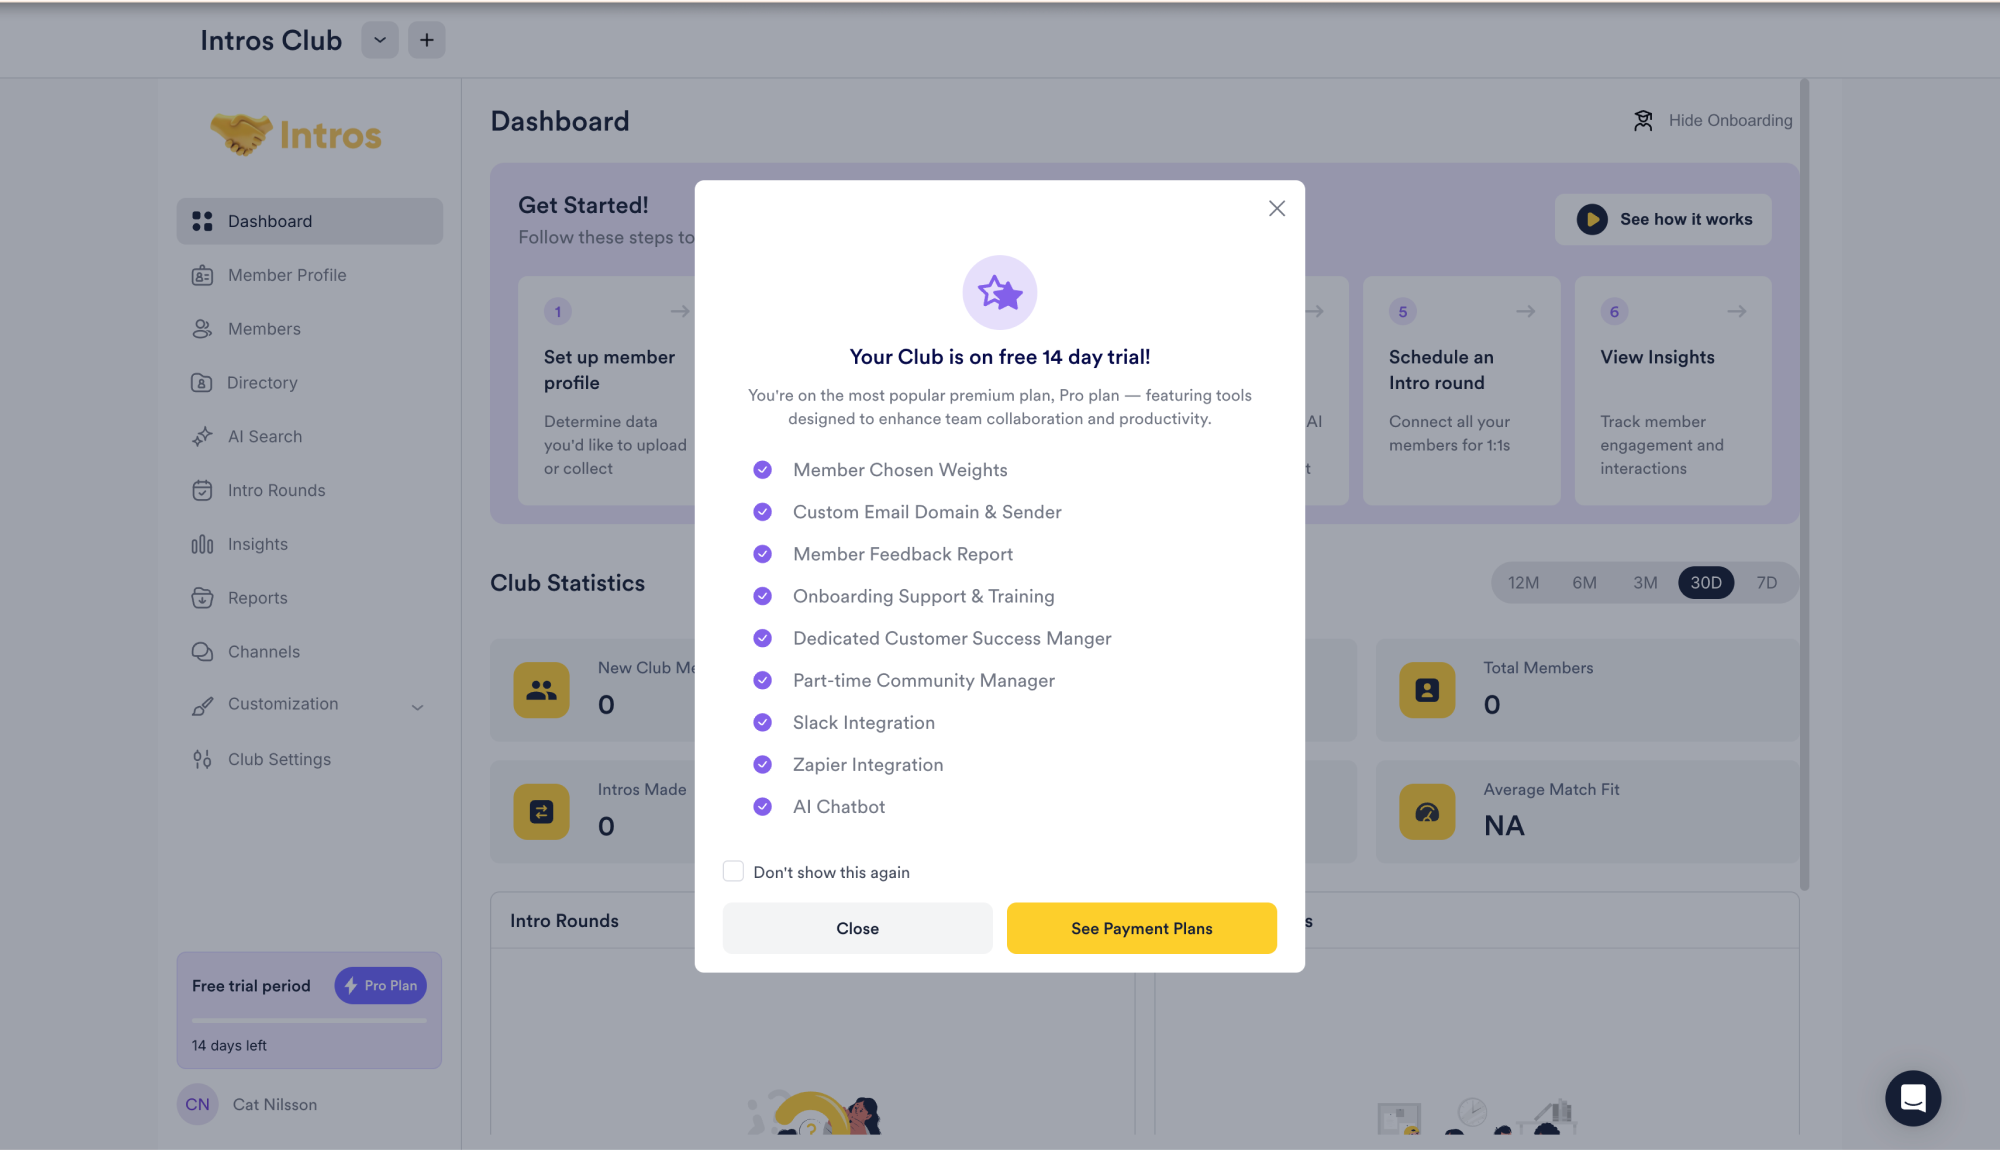 Intros Club
Intros
Dashboard
Member Profile
Members
Directory
AI Search
Intro Rounds
Insights
Reports
Channels
Customization
Club Settings
Free trial period
Pro Plan
14 days left
CN
Cat Nilsson
Dashboard
Hide Onboarding
Get Started!
Follow these steps to
See how it works
1
Set up member
profile
Determine data
you'd like to upload
or collect
AI
t
5
Schedule an
Intro round
Connect all your
members for 1:1s
6
View Insights
Track member
engagement and
interactions
Club Statistics
12M
6M
3M
30D
7D
New Club Me
0
Total Members
0
Intros Made
0
Average Match Fit
NA
Intro Rounds
s
Your Club is on free 14 day trial!
You're on the most popular premium plan, Pro plan — featuring tools
designed to enhance team collaboration and productivity.
Member Chosen Weights
Custom Email Domain & Sender
Member Feedback Report
Onboarding Support & Training
Dedicated Customer Success Manger
Part-time Community Manager
Slack Integration
Zapier Integration
AI Chatbot
Don't show this again
Close
See Payment Plans
?